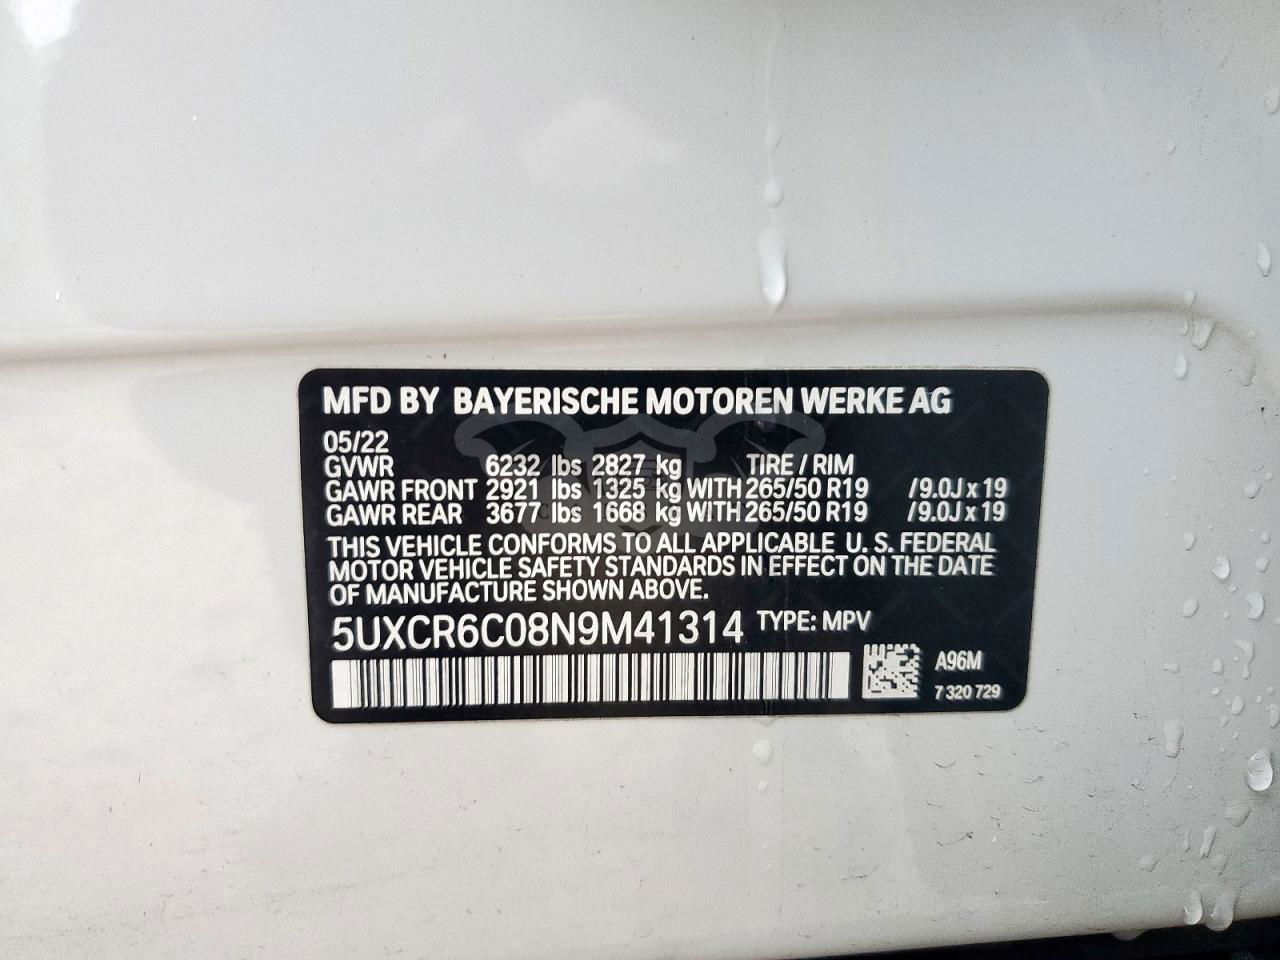 MFD BY BAYERISCHE MOTOREN WERKE AG
05/22
GVWR 6232 lbs 2827 kg TIRE / RIM
GAWR FRONT 2921 lbs 1325 kg WITH 265/50 R19 /9.0J x 19
GAWR REAR 3677 lbs 1668 kg WITH 265/50 R19 /9.0J x 19
THIS VEHICLE CONFORMS TO ALL APPLICABLE U. S. FEDERAL
MOTOR VEHICLE SAFETY STANDARDS IN EFFECT ON THE DATE
OF MANUFACTURE SHOWN ABOVE.
5UXCR6C08N9M41314 TYPE: MPV
A96M
7 320 729